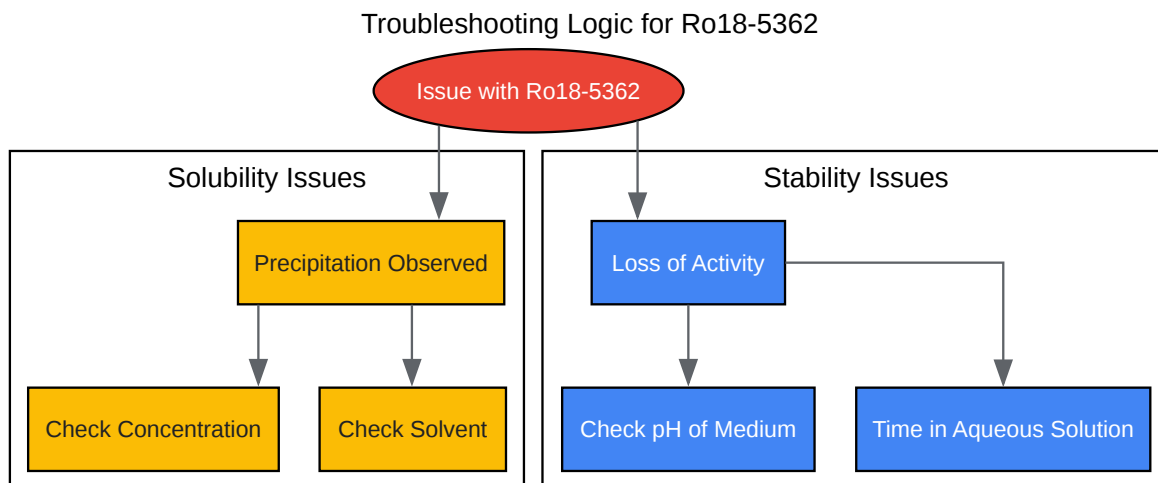 Troubleshooting Logic for Ro18-5362
Issue with Ro18-5362
Solubility Issues
Stability Issues
Precipitation Observed
Loss of Activity
Check Concentration
Check Solvent
Check pH of Medium
Time in Aqueous Solution